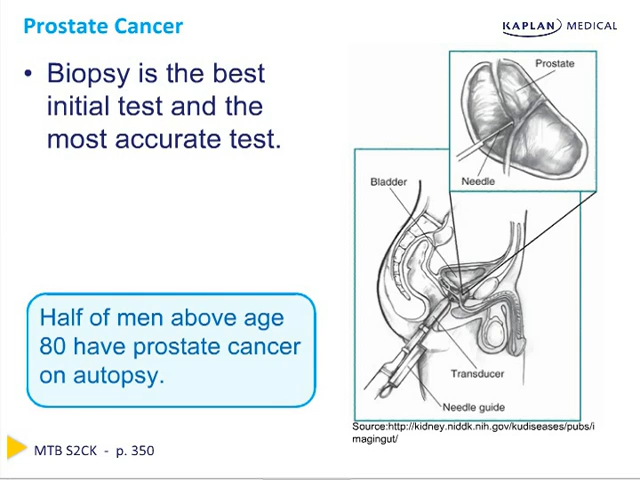 Prostate Cancer
KAPLAN MEDICAL
• Biopsy is the best
initial test and the
most accurate test.
Prostate
Needle
Bladder
Half of men above age
80 have prostate cancer
on autopsy.
Transducer
Needle guide
Source:http://kidney.niddk.nih.gov/kudiseases/pubs/i
magingut/
MTB S2CK - p. 350